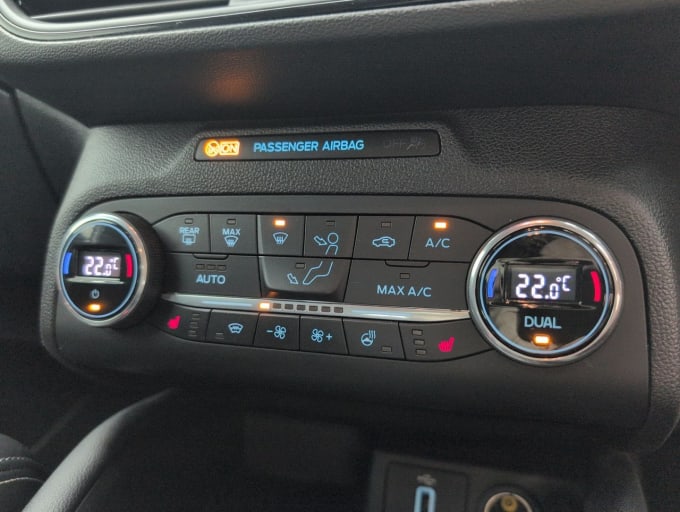 ON PASSENGER AIRBAG OFF
REAR MAX A/C
22.0°C AUTO MAX A/C 22.0°C
DUAL
- +